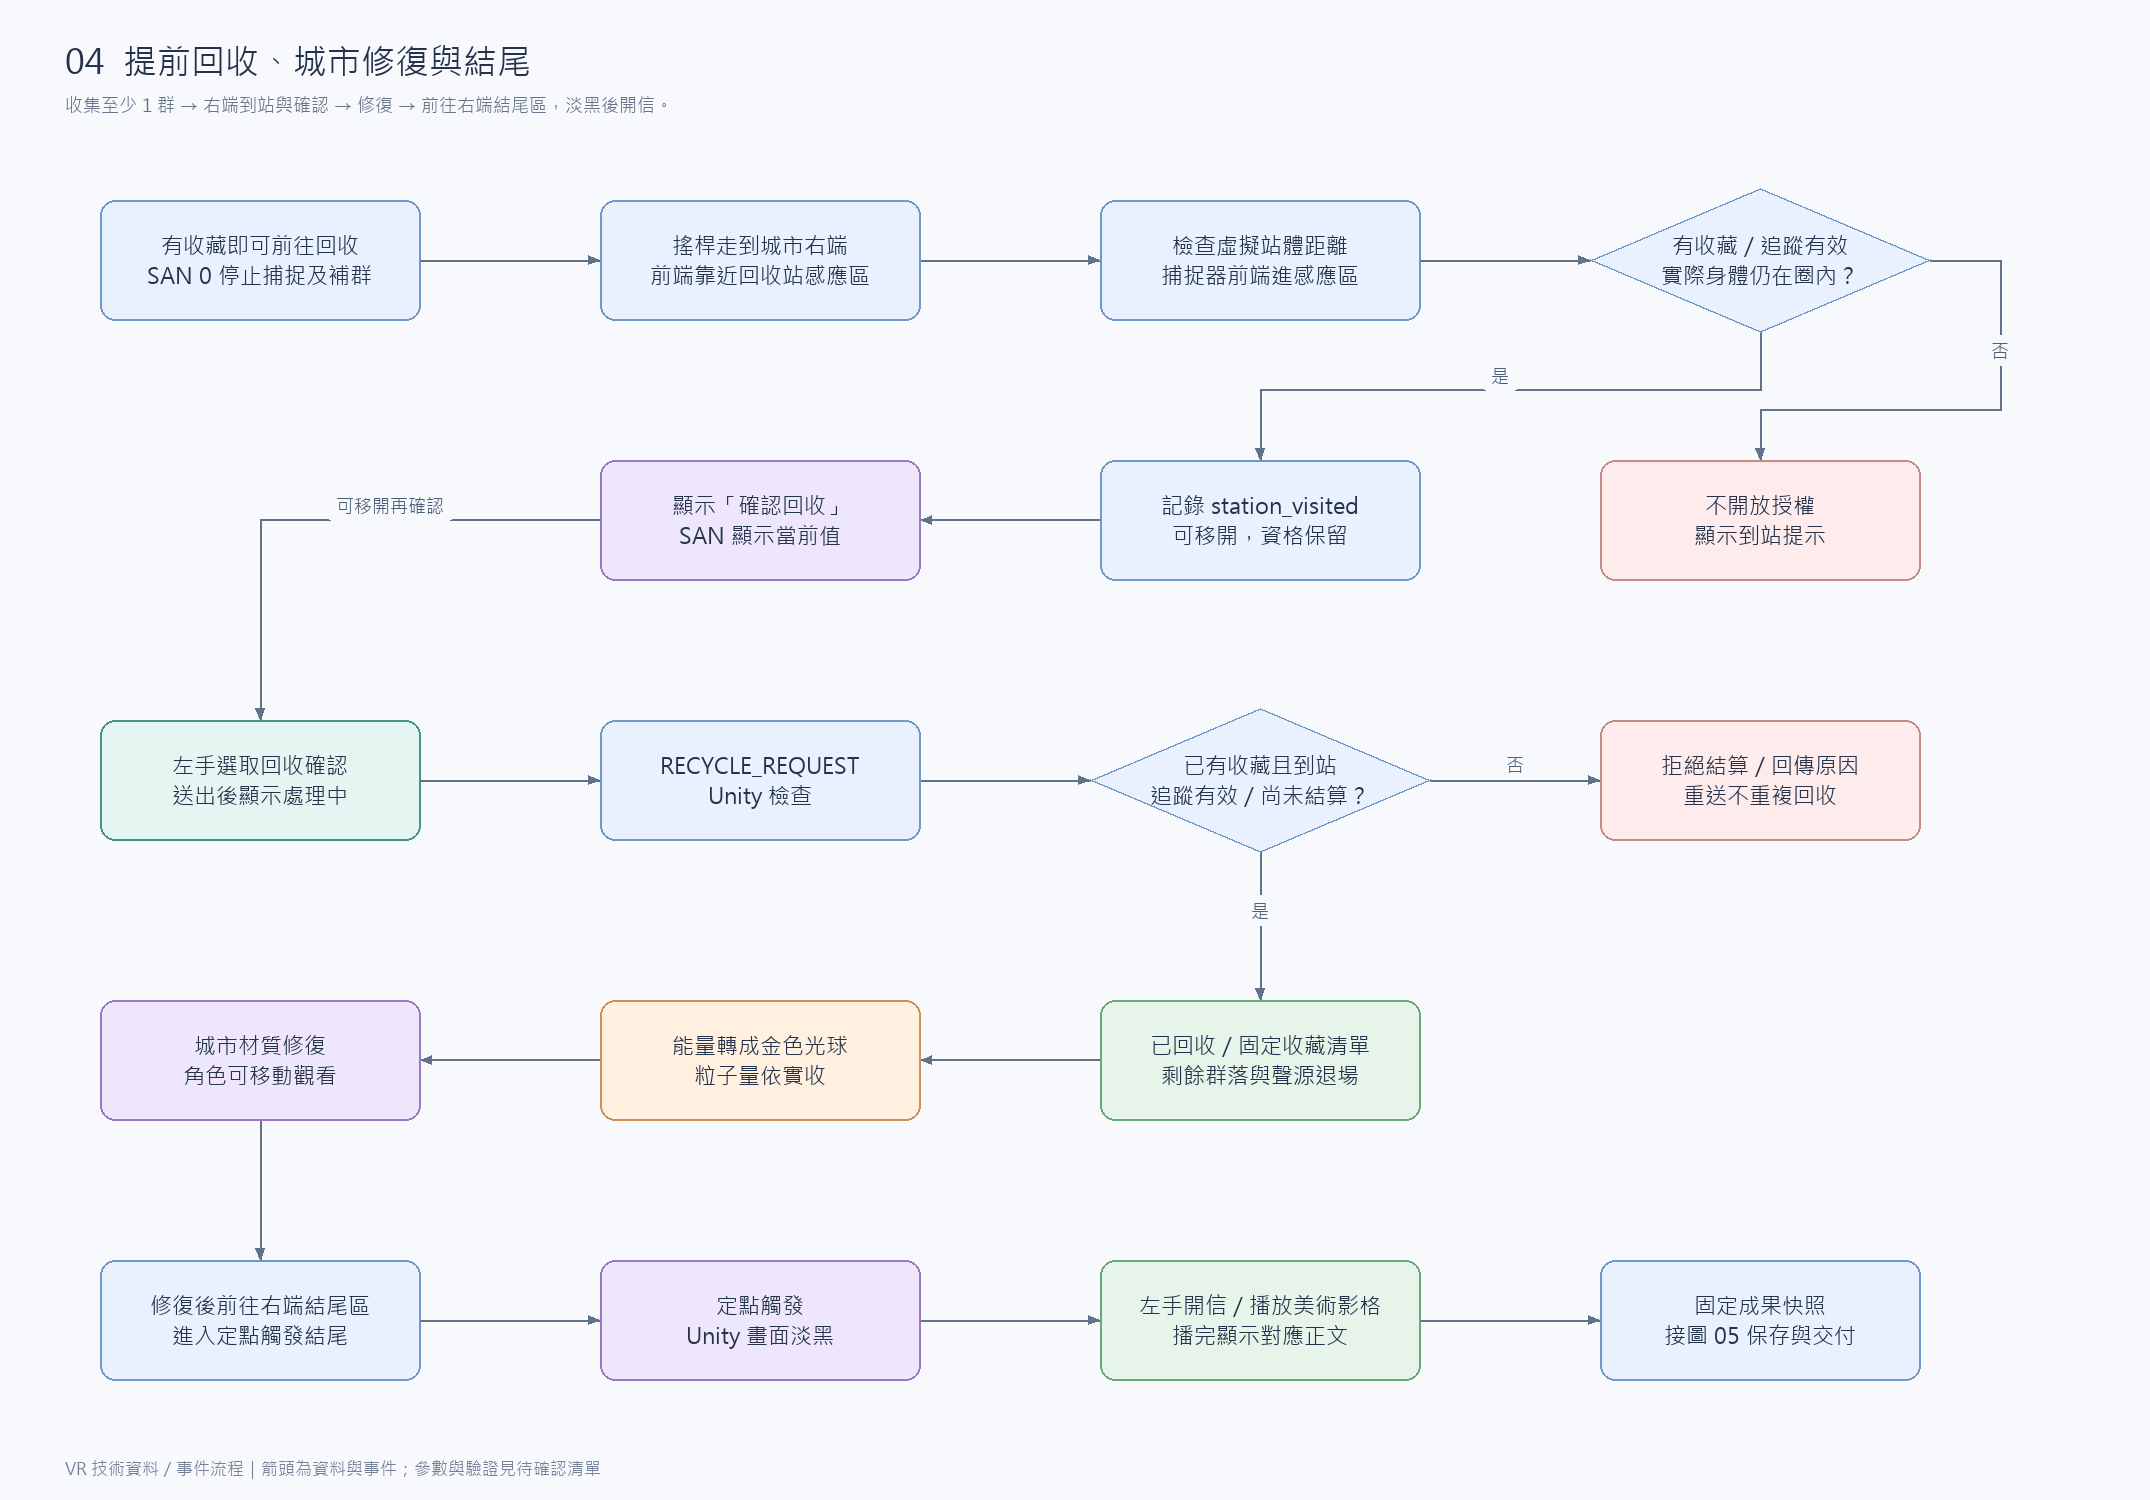 04 提前回收、城市修復與結尾
收集至少 1 群 → 右端到站與確認 → 修復 → 前往右端結尾區，淡黑後開信。
有收藏即可前往回收
SAN 0 停止捕捉及補群
搖桿走到城市右端
前端靠近回收站感應區
檢查虛擬站體距離
捕捉器前端進感應區
有收藏 / 追蹤有效
實際身體仍在圈內？
否
是
可移開再確認
顯示「確認回收」
SAN 顯示當前值
記錄 station_visited
可移開，資格保留
不開放授權
顯示到站提示
左手選取回收確認
送出後顯示處理中
RECYCLE_REQUEST
Unity 檢查
已有收藏且到站
追蹤有效 / 尚未結算？
否
拒絕結算 / 回傳原因
重送不重複回收
是
城市材質修復
角色可移動觀看
能量轉成金色光球
粒子量依實收
已回收 / 固定收藏清單
剩餘群落與聲源退場
修復後前往右端結尾區
進入定點觸發結尾
定點觸發
Unity 畫面淡黑
左手開信 / 播放美術影格
播完顯示對應正文
固定成果快照
接圖 05 保存與交付
VR 技術資料 / 事件流程 | 箭頭為資料與事件；參數與驗證見待確認清單